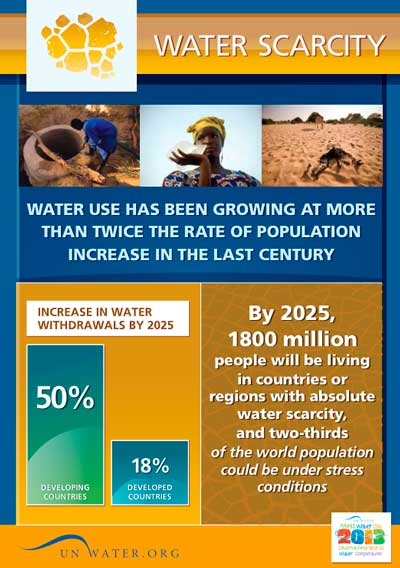 WATER SCARCITY
WATER USE HAS BEEN GROWING AT MORE
THAN TWICE THE RATE OF POPULATION
INCREASE IN THE LAST CENTURY
INCREASE IN WATER
WITHDRAWALS BY 2025
50%
DEVELOPING
COUNTRIES
18%
DEVELOPED
COUNTRIES
By 2025,
1800 million
people will be living
in countries or
regions with absolute
water scarcity,
and two-thirds
of the world population
could be under stress
conditions
UN WATER.ORG
UN WATER
2013